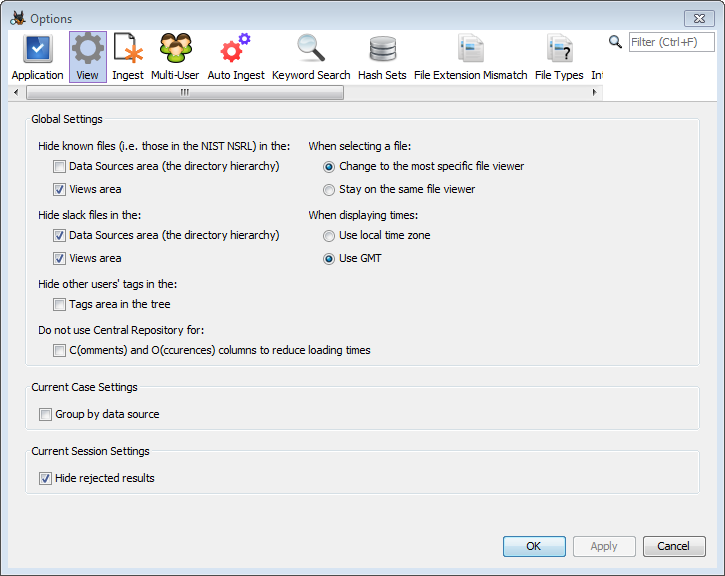 Options
Filter (Ctrl+F)
Application View Ingest Multi-User Auto Ingest Keyword Search Hash Sets File Extension Mismatch File Types Int
Global Settings
Hide known files (i.e. those in the NIST NSRL) in the:
Data Sources area (the directory hierarchy)
Views area
Hide slack files in the:
Data Sources area (the directory hierarchy)
Views area
Hide other users' tags in the:
Tags area in the tree
Do not use Central Repository for:
C(omments) and O(ccurences) columns to reduce loading times
When selecting a file:
Change to the most specific file viewer
Stay on the same file viewer
When displaying times:
Use local time zone
Use GMT
Current Case Settings
Group by data source
Current Session Settings
Hide rejected results
OK Apply Cancel